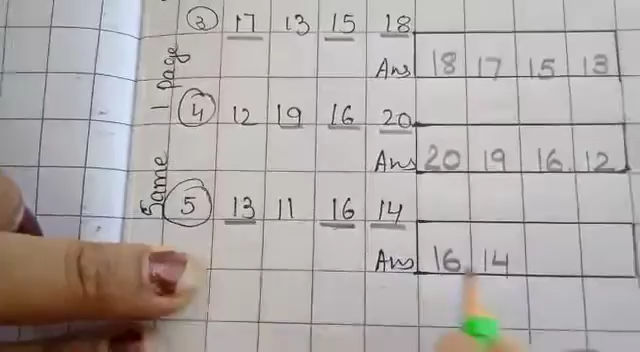 3 17 13 15 18
Ans 18 17 15 13
4 12 19 16 20
Ans 20 19 16 12
5 13 11 16 14
Ans 16 14
Same 1 page